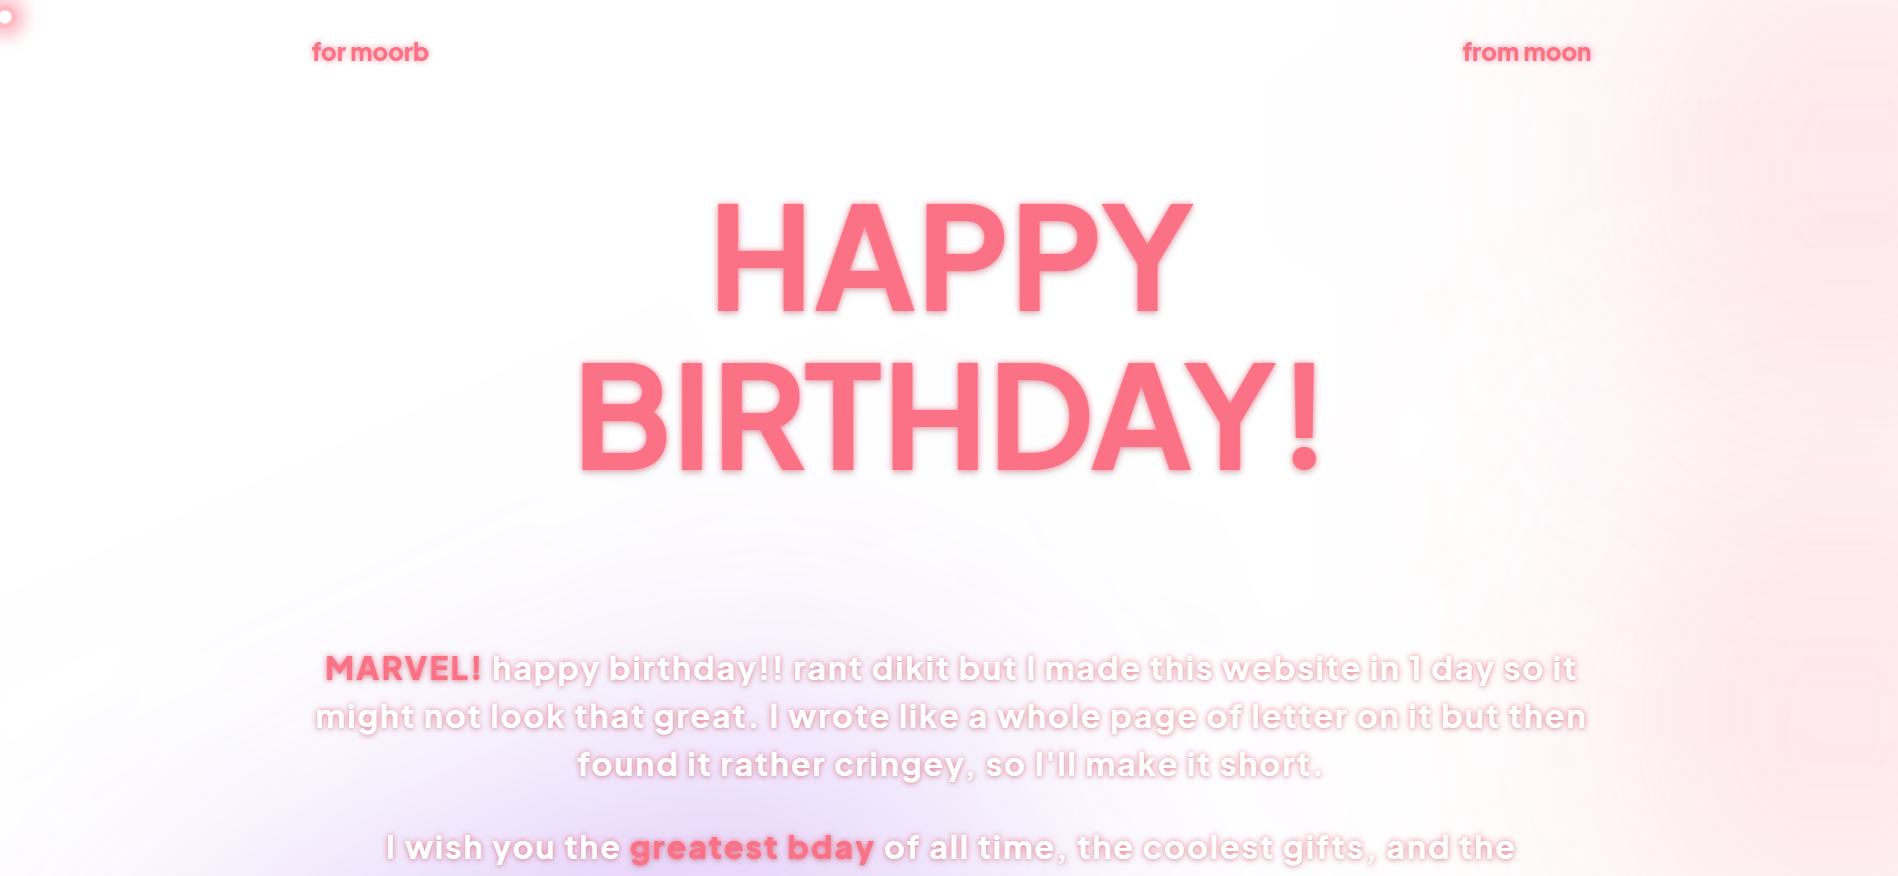 for moorb
from moon
HAPPY
BIRTHDAY!
MARVEL! happy birthday!! rant dikit but I made this website in 1 day so it
might not look that great. I wrote like a whole page of letter on it but then
found it rather cringey, so I'll make it short.
I wish you the greatest bday of all time, the coolest gifts, and the